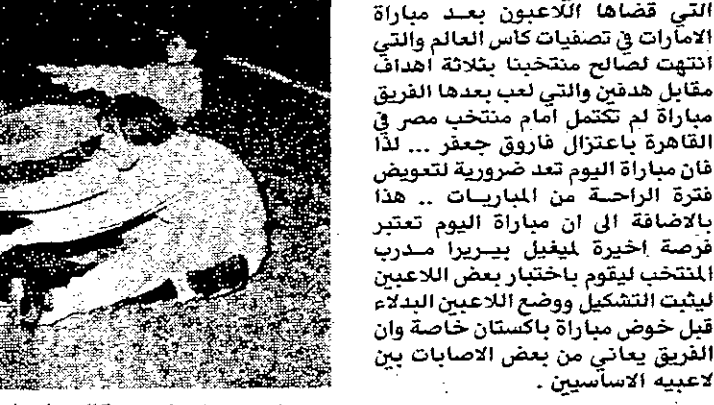 التي قضاها اللاعبون بعد مباراة
الامارات في تصفيات كاس العالم والتي
انتهت لصالح منتخبنا بثلاثة اهداف
مقابل هدفين والتي لعب بعدها الفريق
مباراة لم تكتمل امام منتخب مصر في
القاهرة باعتزال فاروق جعفر ... لذا
فان مباراة اليوم تعد ضرورية لتعويض
فترة الراحة من المباريات .. هذا
بالاضافة الى ان مباراة اليوم تعتبر
فرصة اخيرة لميغيل بيريرا مدرب
المنتخب ليقوم باختبار بعض اللاعبين
ليثبت التشكيل ووضع اللاعبين البدلاء
قبل خوض مباراة باكستان خاصة وان
الفريق يعاني من بعض الاصابات بين
لاعبيه الاساسيين .